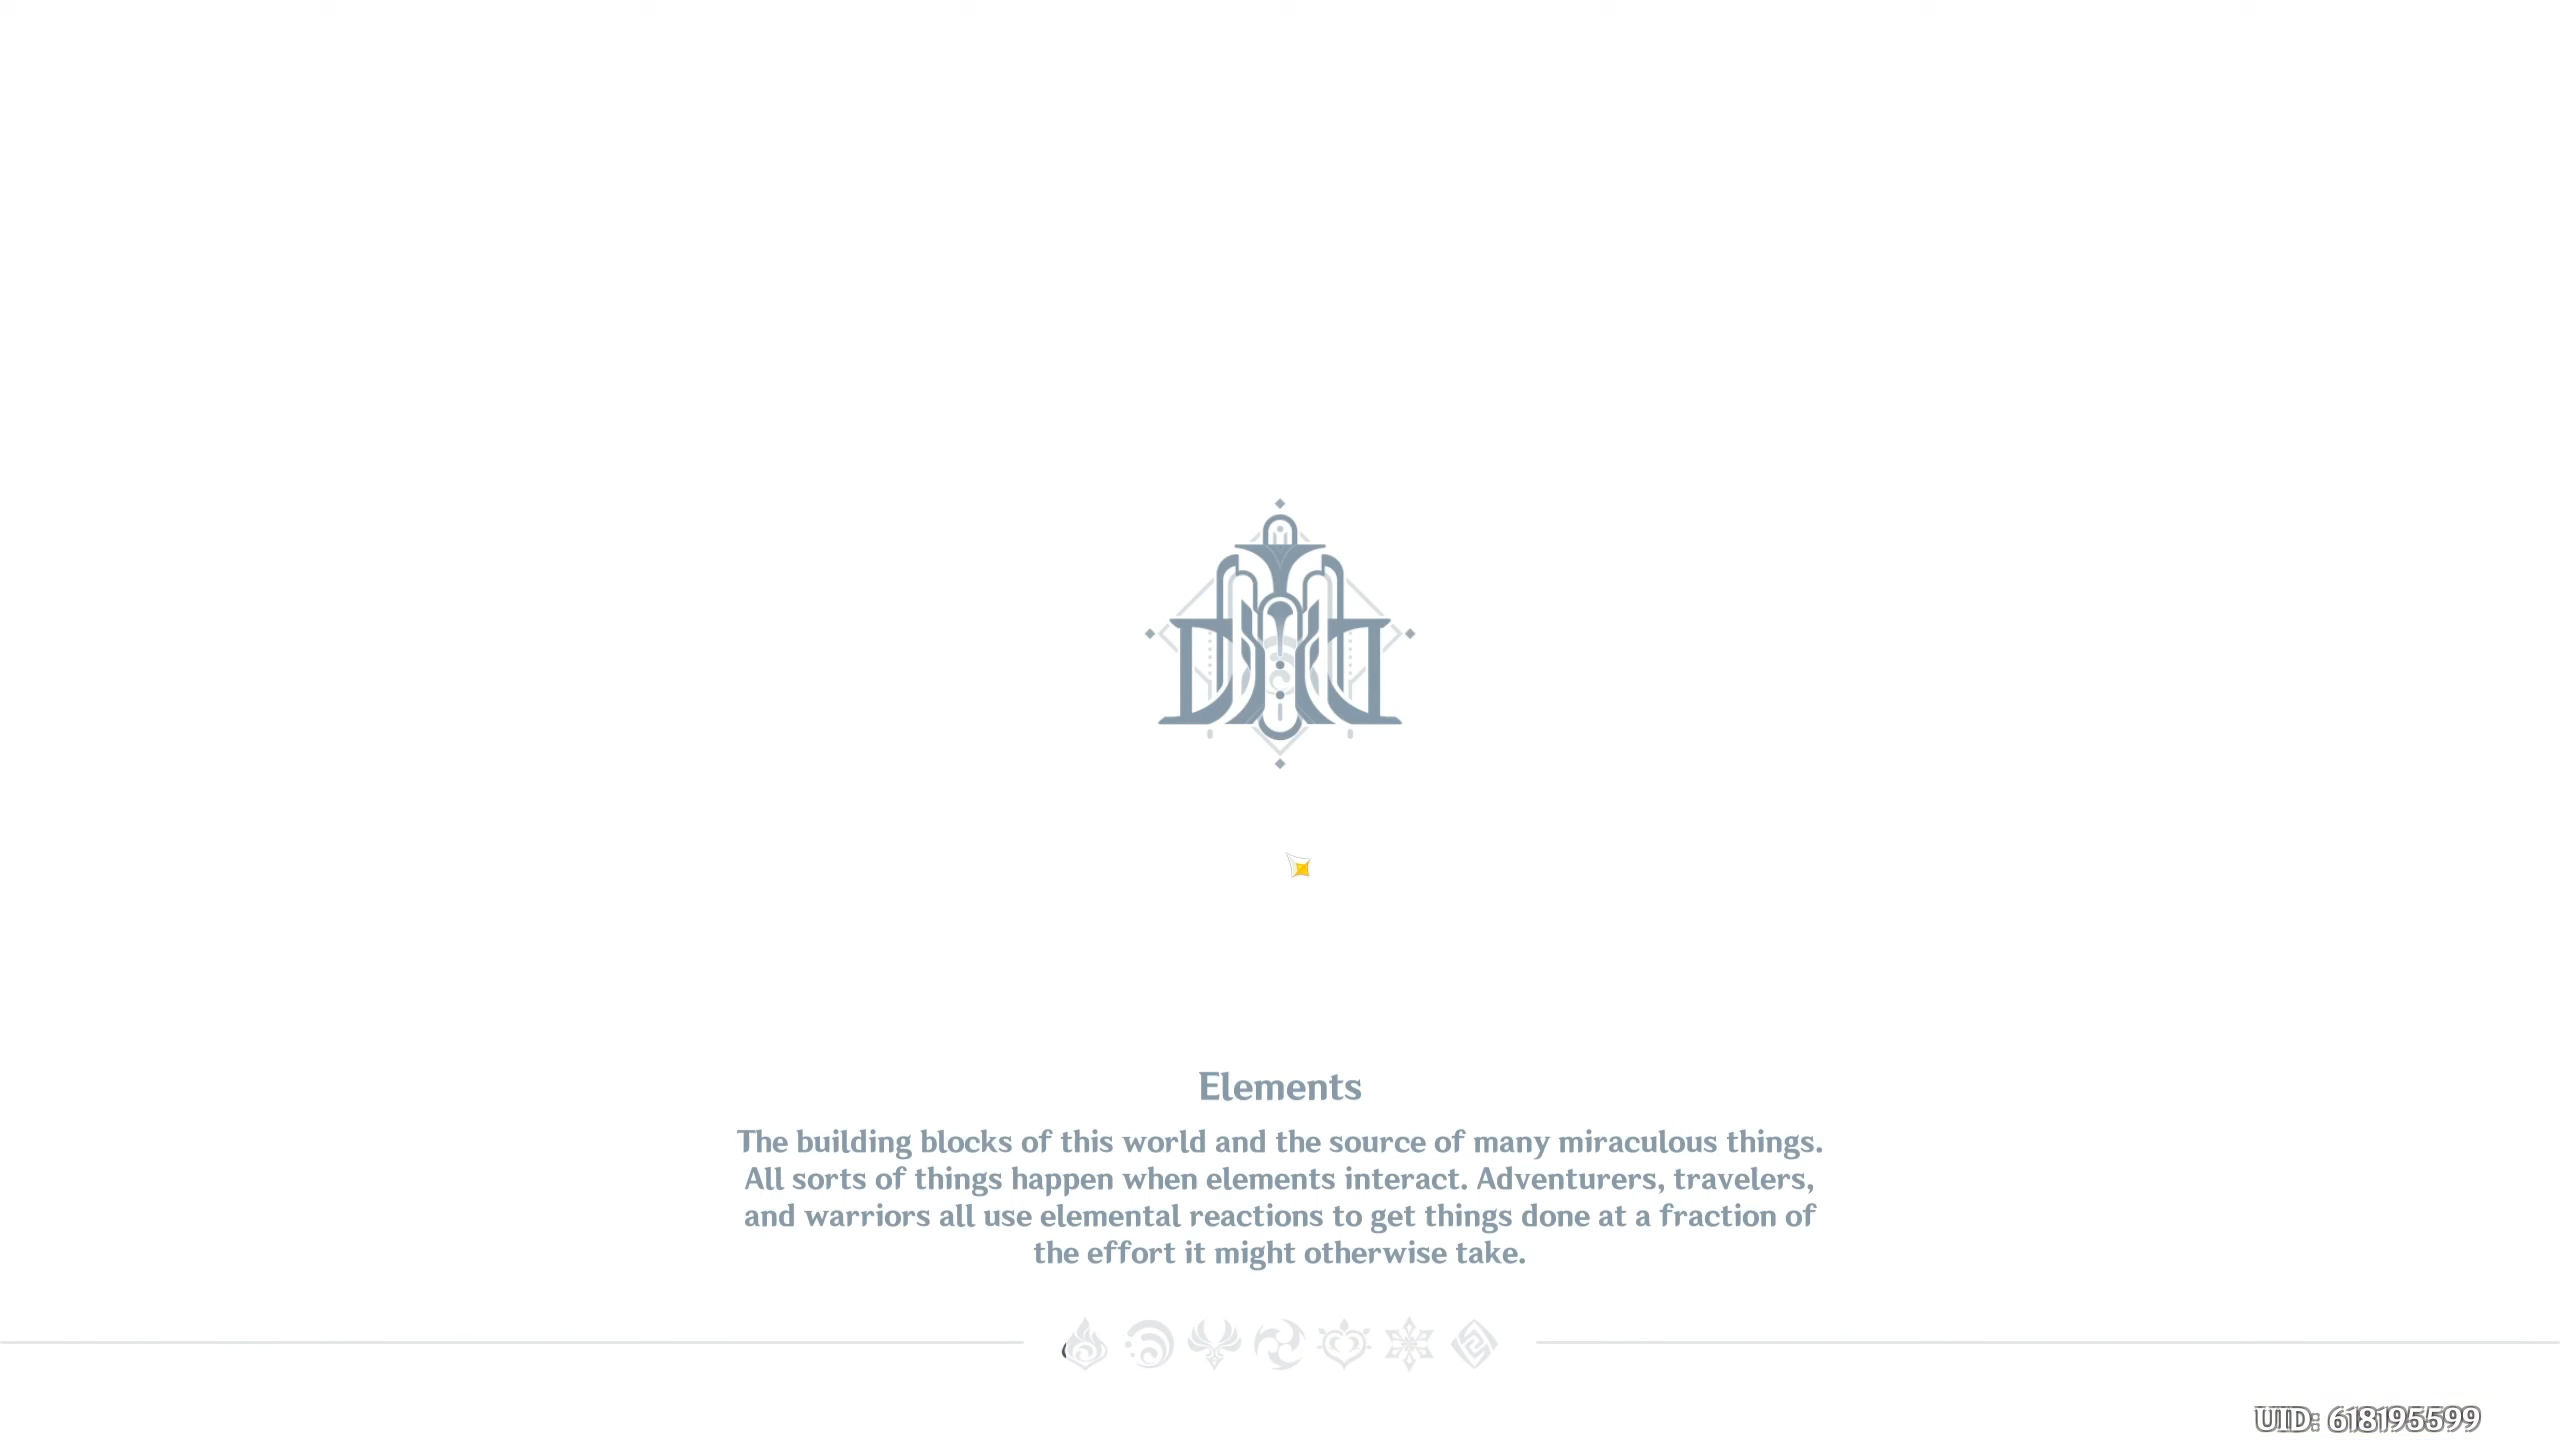 Elements
The building blocks of this world and the source of many miraculous things.
All sorts of things happen when elements interact. Adventurers, travelers,
and warriors all use elemental reactions to get things done at a fraction of
the effort it might otherwise take.
UID: 618195599